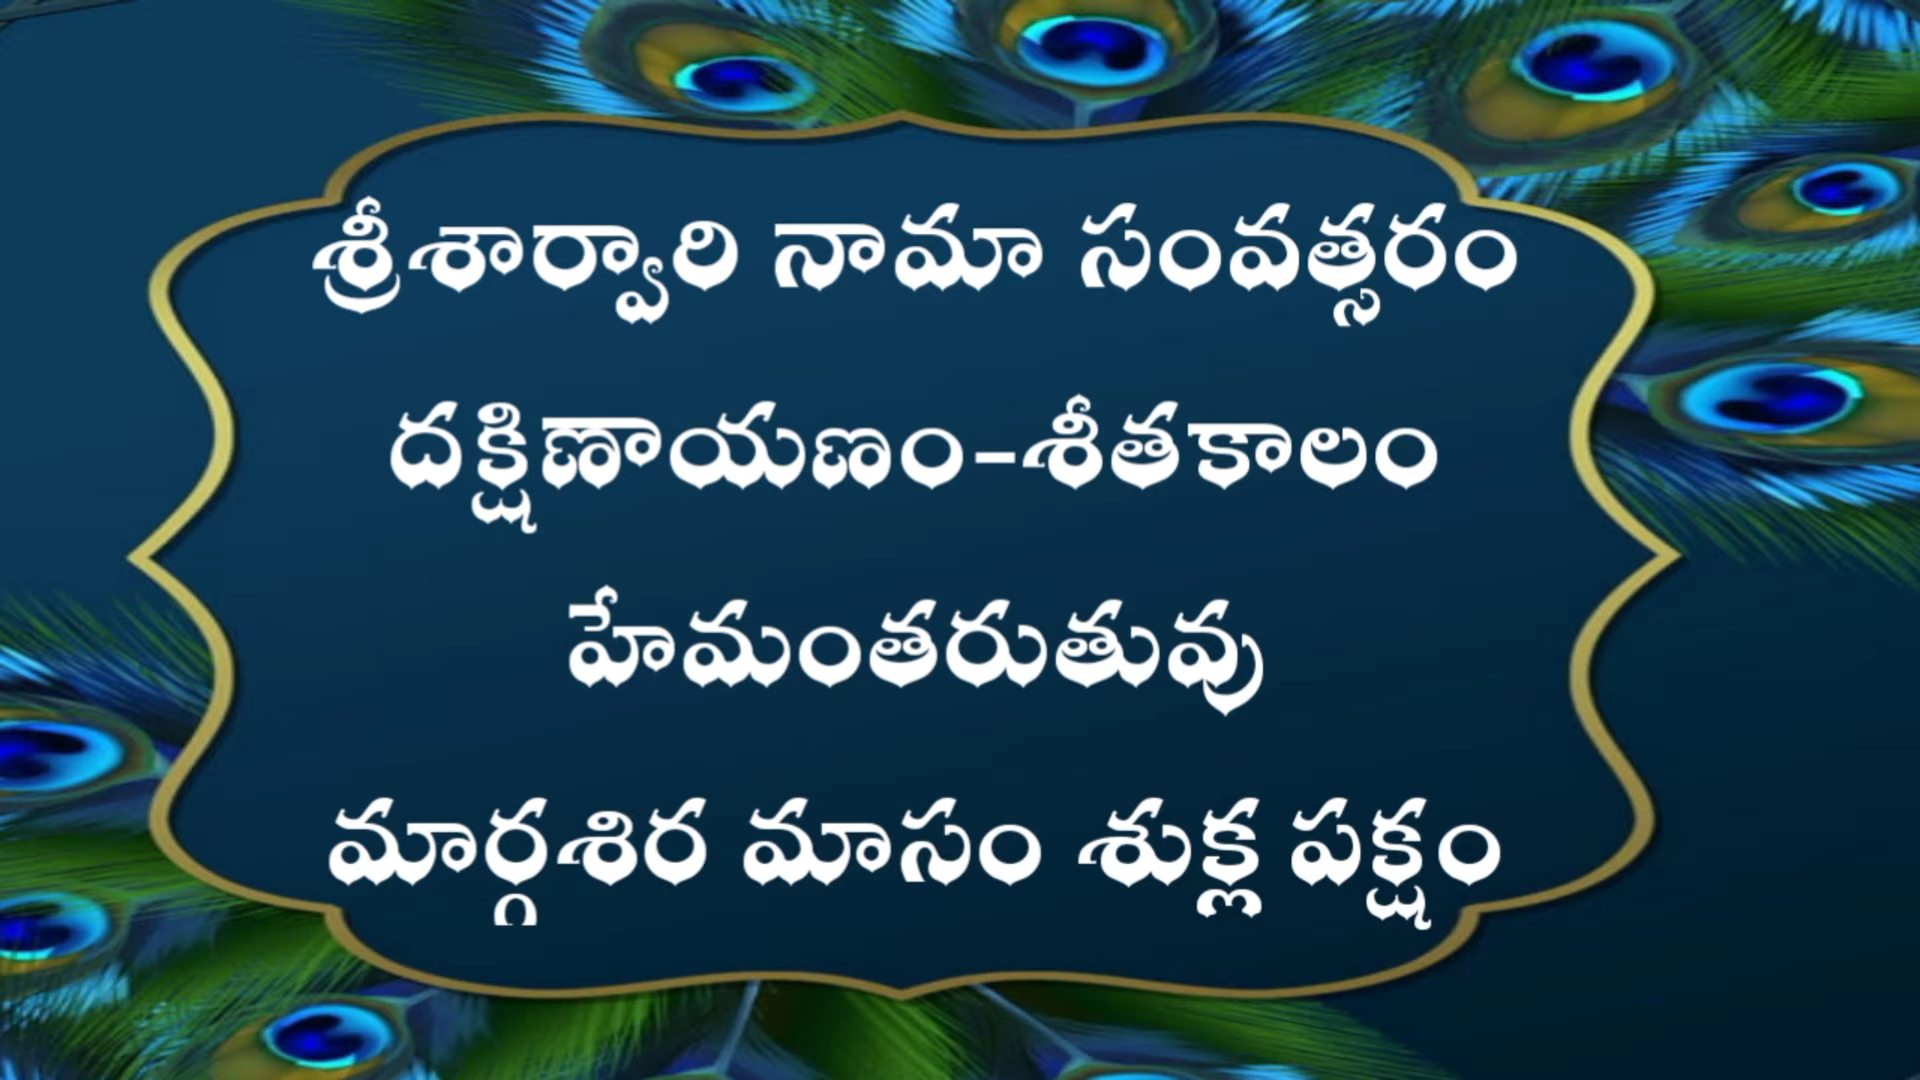 శ్రీశార్వారి నామా సంవత్సరం
దక్షిణాయణం-శీతకాలం
హేమంతరుతువు
మార్గశిర మాసం శుక్ల పక్షం